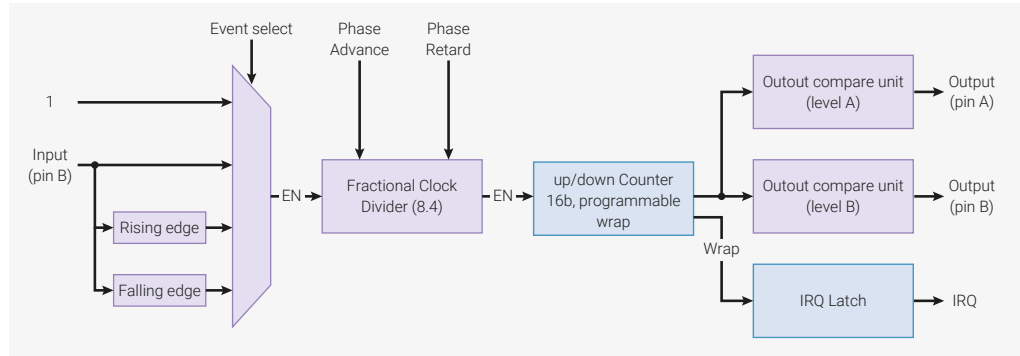 Event select
Phase
Advance
Phase
Retard
1
Input
(pin B)
Rising edge
Falling edge
EN
Fractional Clock
Divider (8.4)
EN
up/down Counter
16b, programmable
wrap
Wrap
Outout compare unit
(level A)
Output
(pin A)
Outout compare unit
(level B)
Output
(pin B)
IRQ Latch
IRQ